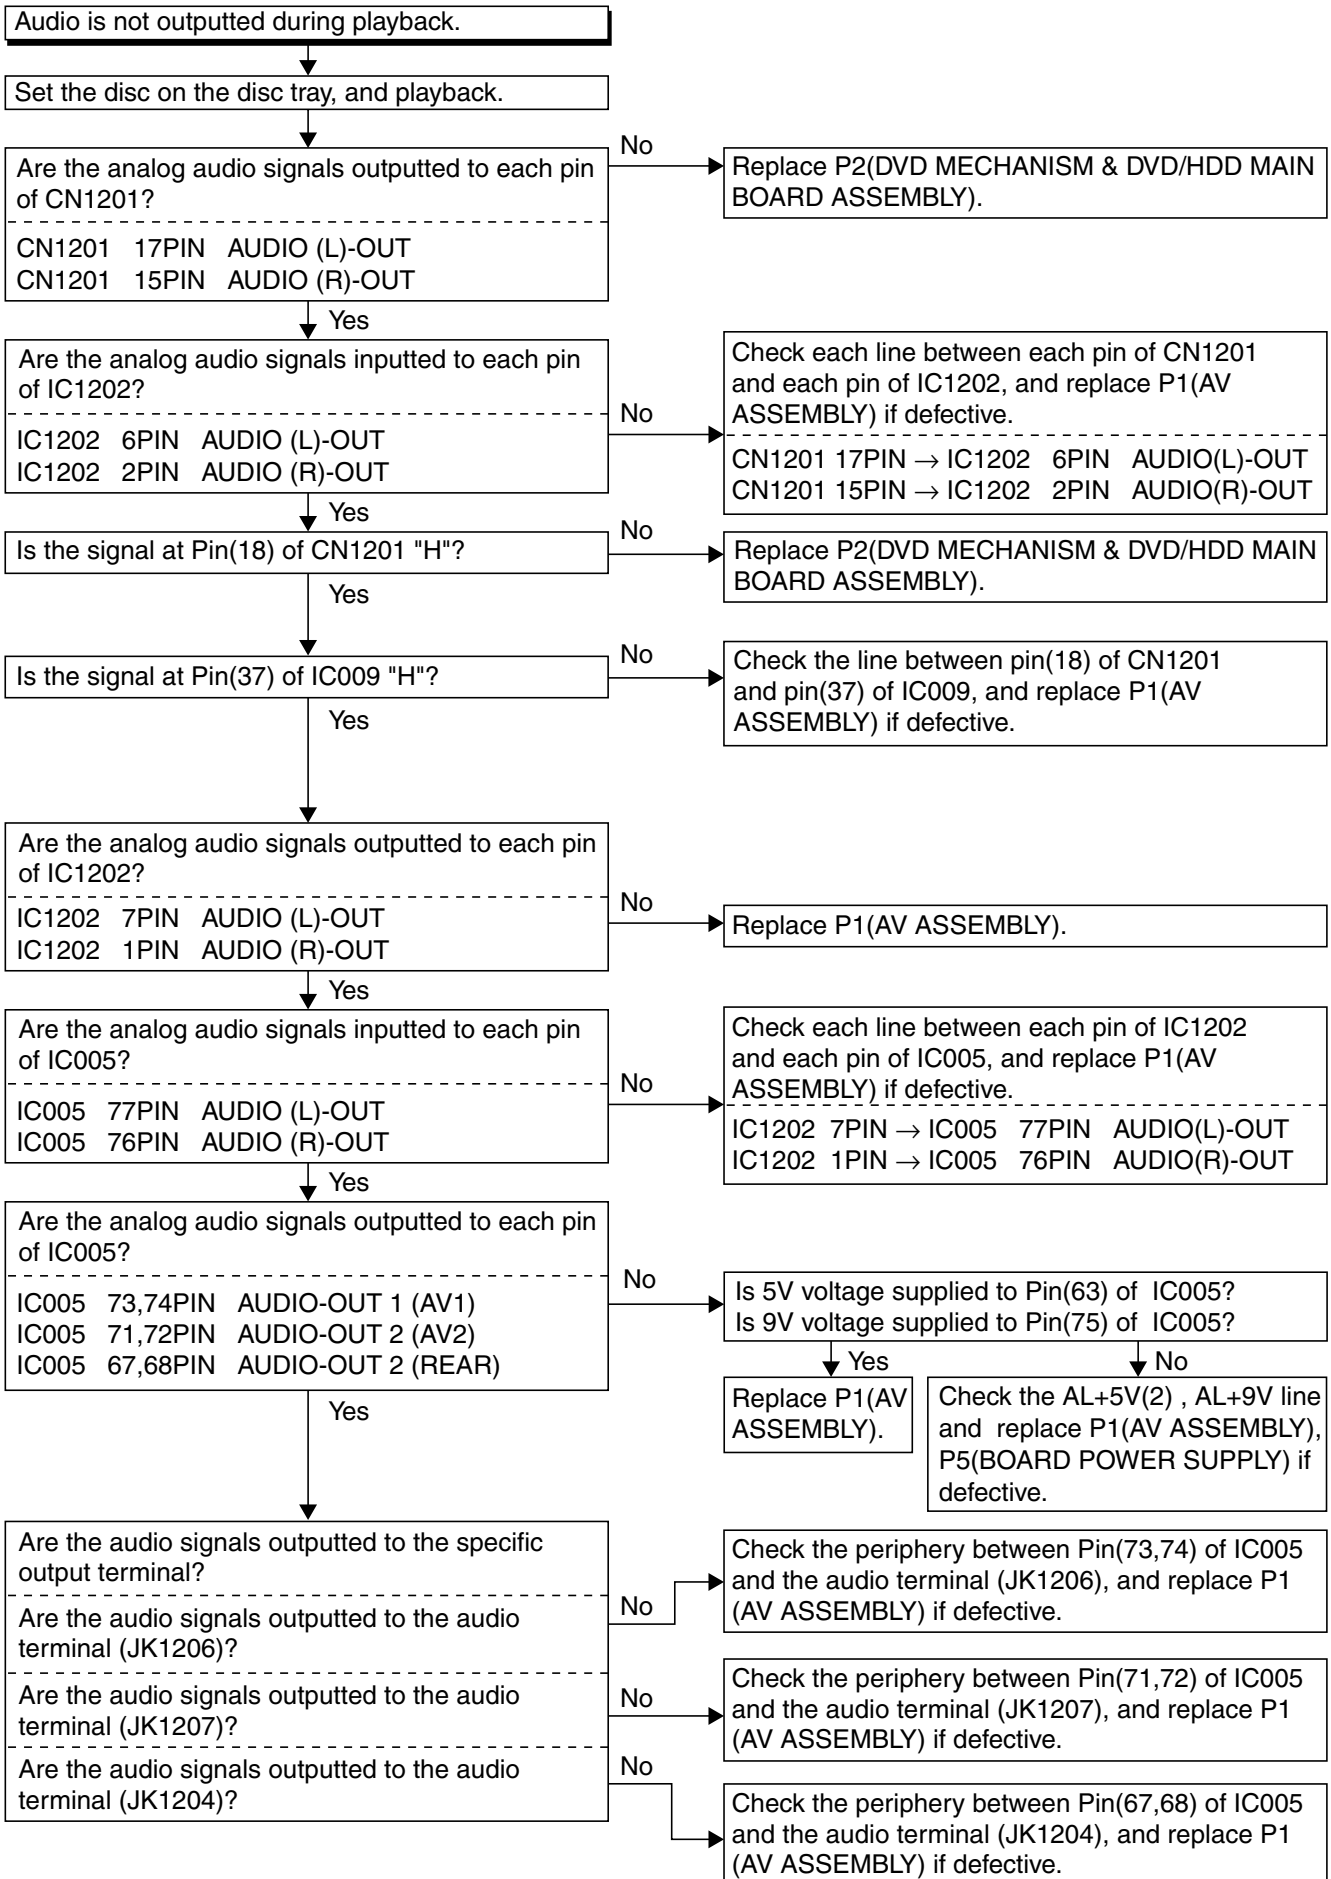 Audio is not outputted during playback.
Set the disc on the disc tray, and playback.
Are the analog audio signals outputted to each pin
of CN1201?
CN1201 17PIN AUDIO (L)-OUT
CN1201 15PIN AUDIO (R)-OUT
No
Replace P2(DVD MECHANISM & DVD/HDD MAIN
BOARD ASSEMBLY).
Yes
Are the analog audio signals inputted to each pin
of IC1202?
IC1202 6PIN AUDIO (L)-OUT
IC1202 2PIN AUDIO (R)-OUT
No
Check each line between each pin of CN1201
and each pin of IC1202, and replace P1(AV
ASSEMBLY) if defective.
CN1201 17PIN → IC1202 6PIN AUDIO(L)-OUT
CN1201 15PIN → IC1202 2PIN AUDIO(R)-OUT
Yes
Is the signal at Pin(18) of CN1201 "H"?
No
Replace P2(DVD MECHANISM & DVD/HDD MAIN
BOARD ASSEMBLY).
Yes
Is the signal at Pin(37) of IC009 "H"?
No
Check the line between pin(18) of CN1201
and pin(37) of IC009, and replace P1(AV
ASSEMBLY) if defective.
Yes
Are the analog audio signals outputted to each pin
of IC1202?
IC1202 7PIN AUDIO (L)-OUT
IC1202 1PIN AUDIO (R)-OUT
No
Replace P1(AV ASSEMBLY).
Yes
Are the analog audio signals inputted to each pin
of IC005?
IC005 77PIN AUDIO (L)-OUT
IC005 76PIN AUDIO (R)-OUT
No
Check each line between each pin of IC1202
and each pin of IC005, and replace P1(AV
ASSEMBLY) if defective.
IC1202 7PIN → IC005 77PIN AUDIO(L)-OUT
IC1202 1PIN → IC005 76PIN AUDIO(R)-OUT
Yes
Are the analog audio signals outputted to each pin
of IC005?
IC005 73,74PIN AUDIO-OUT 1 (AV1)
IC005 71,72PIN AUDIO-OUT 2 (AV2)
IC005 67,68PIN AUDIO-OUT 2 (REAR)
No
Is 5V voltage supplied to Pin(63) of IC005?
Is 9V voltage supplied to Pin(75) of IC005?
Yes
Replace P1(AV
ASSEMBLY).
No
Check the AL+5V(2) , AL+9V line
and replace P1(AV ASSEMBLY),
P5(BOARD POWER SUPPLY) if
defective.
Yes
Are the audio signals outputted to the specific
output terminal?
Are the audio signals outputted to the audio
terminal (JK1206)?
No
Check the periphery between Pin(73,74) of IC005
and the audio terminal (JK1206), and replace P1
(AV ASSEMBLY) if defective.
Are the audio signals outputted to the audio
terminal (JK1207)?
No
Check the periphery between Pin(71,72) of IC005
and the audio terminal (JK1207), and replace P1
(AV ASSEMBLY) if defective.
Are the audio signals outputted to the audio
terminal (JK1204)?
No
Check the periphery between Pin(67,68) of IC005
and the audio terminal (JK1204), and replace P1
(AV ASSEMBLY) if defective.